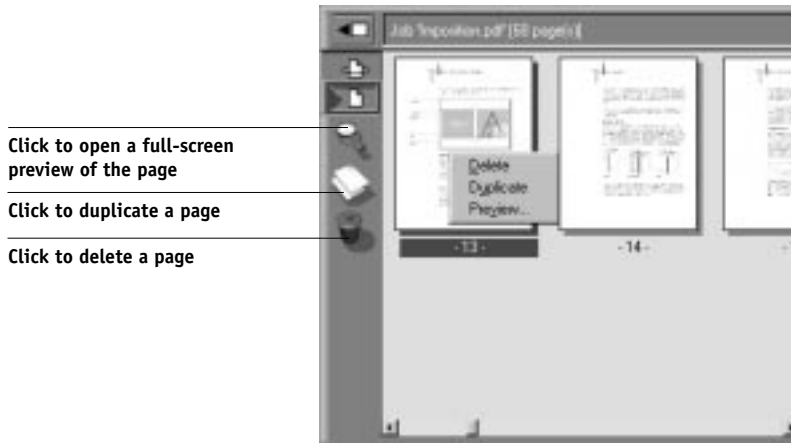 Job "Imposition.pdf" [58 page(s)]
Click to open a full-screen
preview of the page
Click to duplicate a page
Click to delete a page
Delete
Duplicate
Preview...
- 13 -
- 14 -